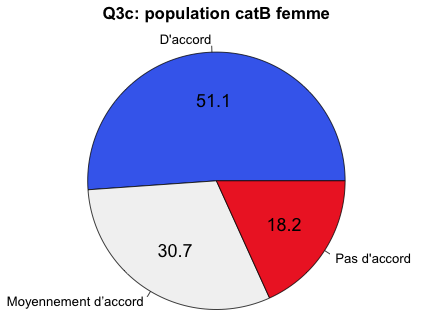 Q3c: population catB femme
D'accord
51.1
18.2
30.7
Pas d'accord
Moyennement d'accord